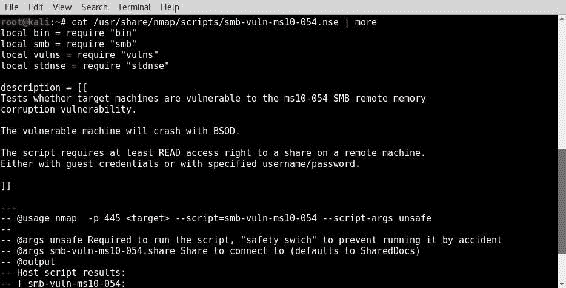 File Edit View Search Terminal Help
root@kali:~# cat /usr/share/nmap/scripts/smb-vuln-ms10-054.nse | more
local bin = require "bin"
local smb = require "smb"
local vulns = require "vulns"
local stdnse = require "stdnse"
description = [[
Tests whether target machines are vulnerable to the ms10-054 SMB remote memory
corruption vulnerability.
The vulnerable machine will crash with BSOD.
The script requires at least READ access right to a share on a remote machine.
Either with guest credentials or with specified username/password.
]]
---
-- @usage nmap  -p 445 <target> --script=smb-vuln-ms10-054 --script-args unsafe
--
-- @args unsafe Required to run the script, "safety swich" to prevent running it by accident
-- @args smb-vuln-ms10-054.share Share to connect to (defaults to SharedDocs)
-- @output
-- Host script results:
-- | smb-vuln-ms10-054: